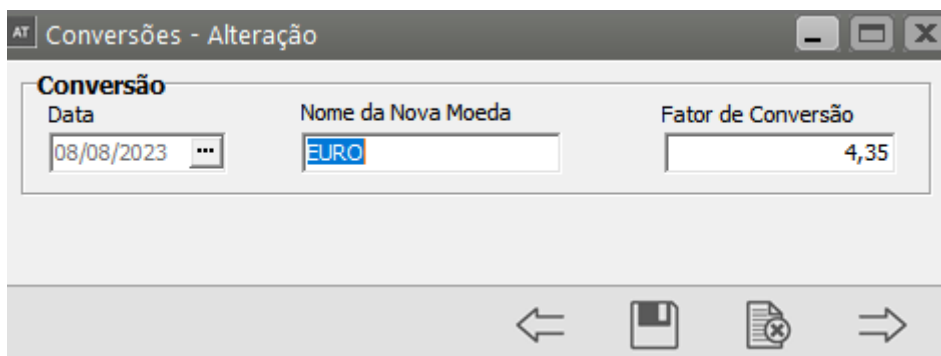 AT Conversões - Alteração
Conversão
Data Nome da Nova Moeda Fator de Conversão
08/08/2023 ... EURO 4,35